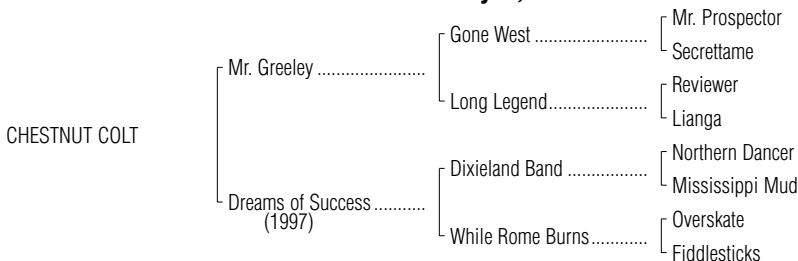 Gone West
Mr. Prospector
Secrettame
Mr. Greeley
Long Legend
Reviewer
Lianga
CHESTNUT COLT
Dixieland Band
Northern Dancer
Mississippi Mud
Dreams of Success
(1997)
While Rome Burns
Overskate
Fiddlesticks